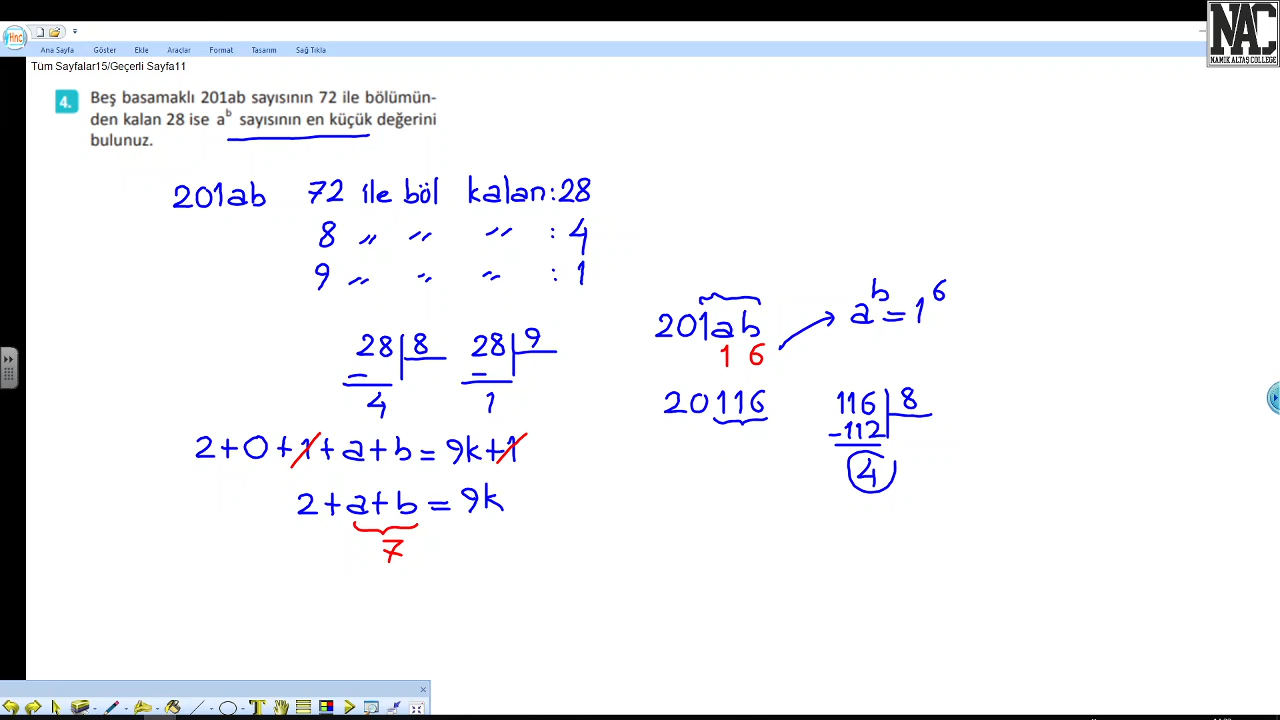 NAC
NAMIK ALTAŞ COLLEGE
Hnc
Ana Sayfa Göster Ekle Araçlar Format Tasarım Sağ Tıkla
Tüm Sayfalar15/Geçerli Sayfa11
4. Beş basamaklı 201ab sayısının 72 ile bölümün-
den kalan 28 ise a^b sayısının en küçük değerini
bulunuz.
201ab 72 ile böl kalan:28
8 〃 〃 〃 : 4
9 〃 〃 〃 : 1
28 | 8
-
4
28 | 9
-
1
2+0+1+a+b=9k+1
2+a+b=9k
7
201ab
1 6
a^b=1^6
20116
116 | 8
-112
4